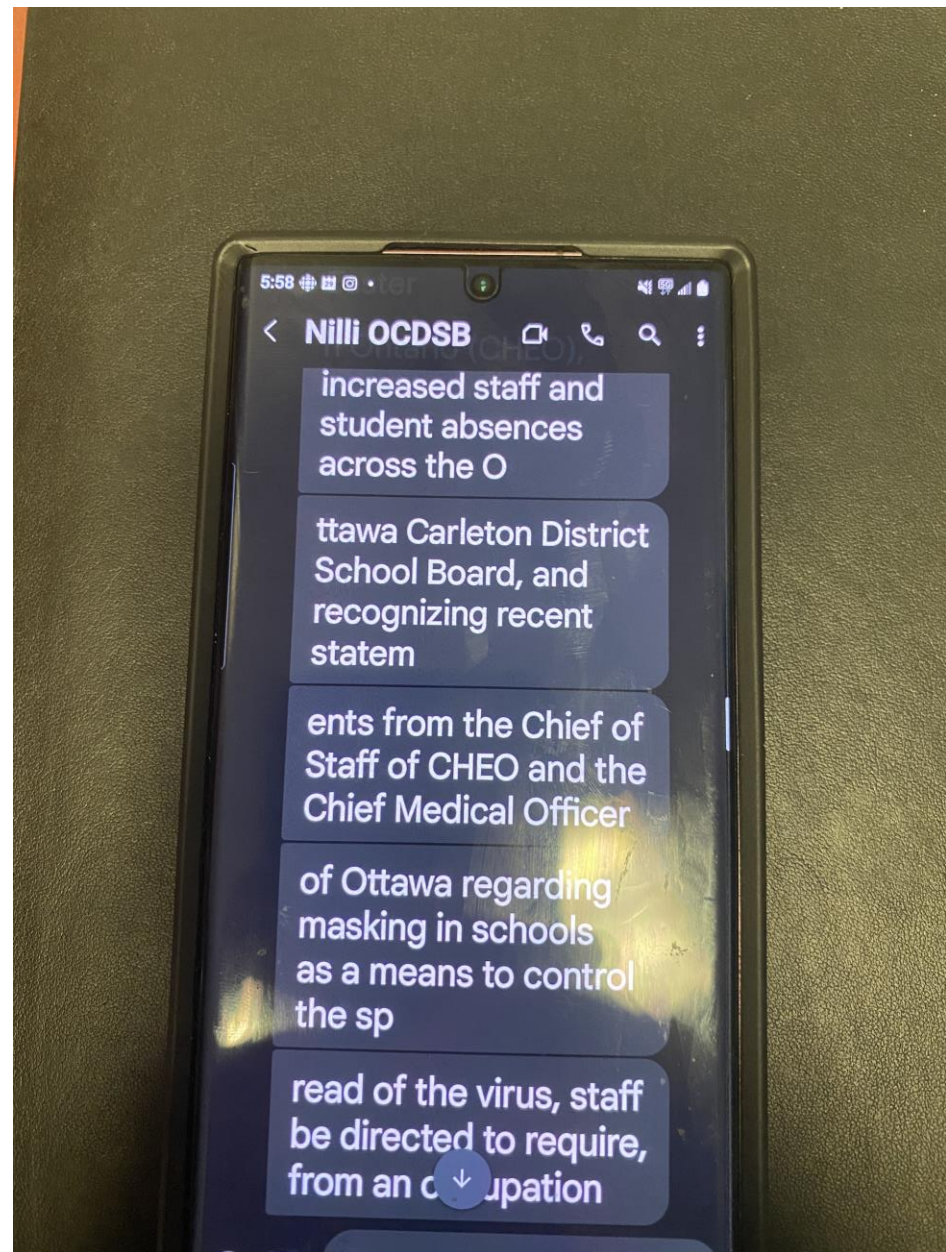 5:58
Nilli OCDSB
n Ontario (CHEO),
increased staff and
student absences
across the O
ttawa Carleton District
School Board, and
recognizing recent
statem
ents from the Chief of
Staff of CHEO and the
Chief Medical Officer
of Ottawa regarding
masking in schools
as a means to control
the sp
read of the virus, staff
be directed to require,
from an upation